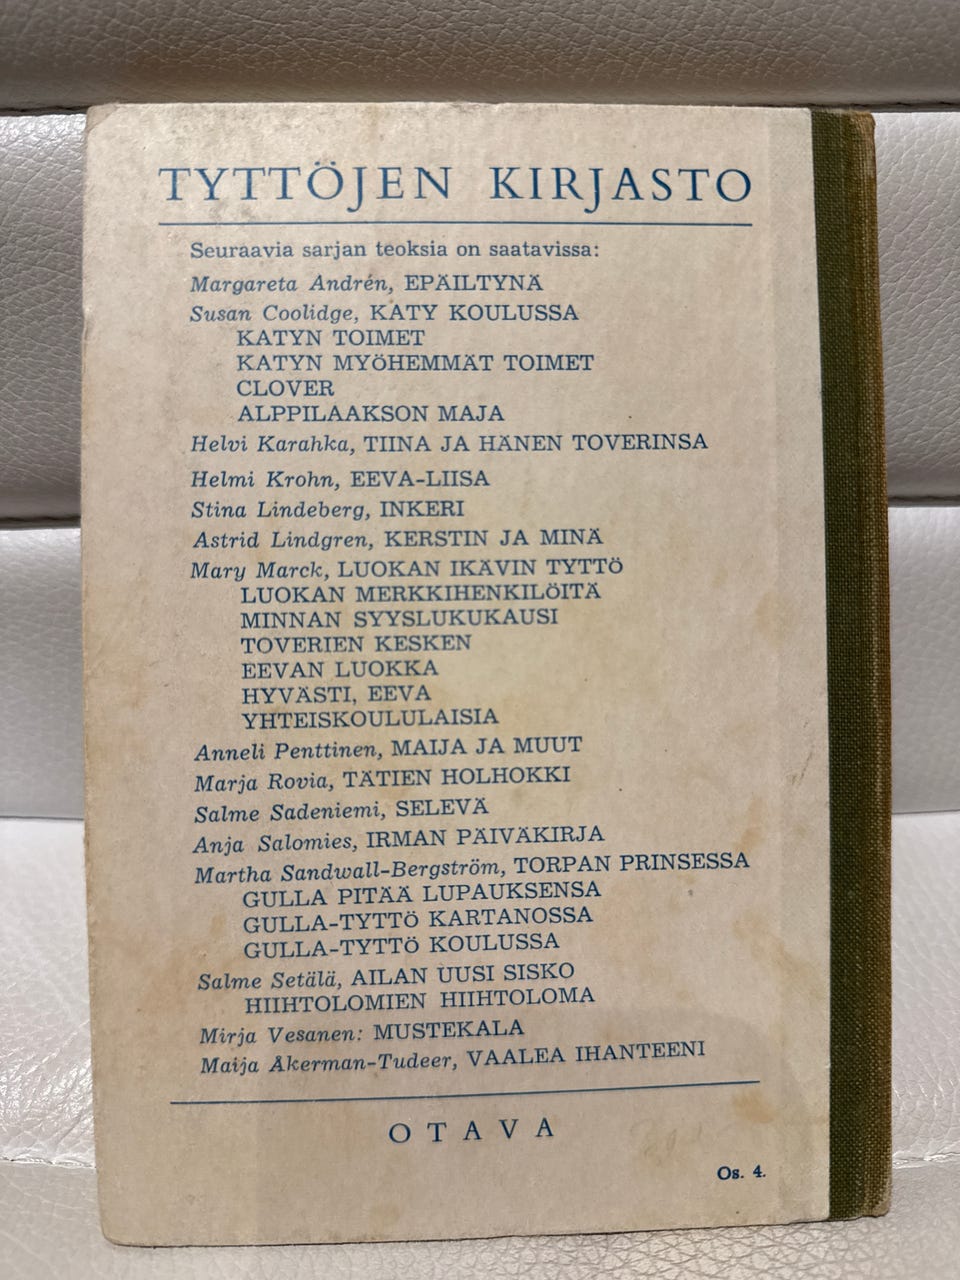 TYTTÖJEN KIRJASTO
Seuraavia sarjan teoksia on saatavissa:
Margareta Andrén, EPÄILTYNÄ
Susan Coolidge, KATY KOULUSSA
KATYN TOIMET
KATYN MYÖHEMMÄT TOIMET
CLOVER
ALPPILAAKSON MAJA
Helvi Karahka, TIINA JA HÄNEN TOVERINSA
Helmi Krohn, EEVA-LIISA
Stina Lindeberg, INKERI
Astrid Lindgren, KERSTIN JA MINÄ
Mary Marck, LUOKAN IKÄVIN TYTTÖ
LUOKAN MERKKIHENKILÖITÄ
MINNAN SYYSLUKUKAUSI
TOVERIEN KESKEN
EEVAN LUOKKA
HYVÄSTI, EEVA
YHTEISKOULULAISIA
Anneli Penttinen, MAIJA JA MUUT
Marja Rovia, TÄTIEN HOLHOKKI
Salme Sadeniemi, SELEVÄ
Anja Salomies, IRMAN PÄIVÄKIRJA
Martha Sandwall-Bergström, TORPAN PRINSESSA
GULLA PITÄÄ LUPAUKSENSA
GULLA-TYTTÖ KARTANOSSA
GULLA-TYTTÖ KOULUSSA
Salme Setälä, AILAN UUSI SISKO
HIIHTOLOMIEN HIIHTOLOMA
Mirja Vesanen: MUSTEKALA
Maija Åkerman-Tudeer, VAALEA IHANTEENI
OTAVA
Os. 4.